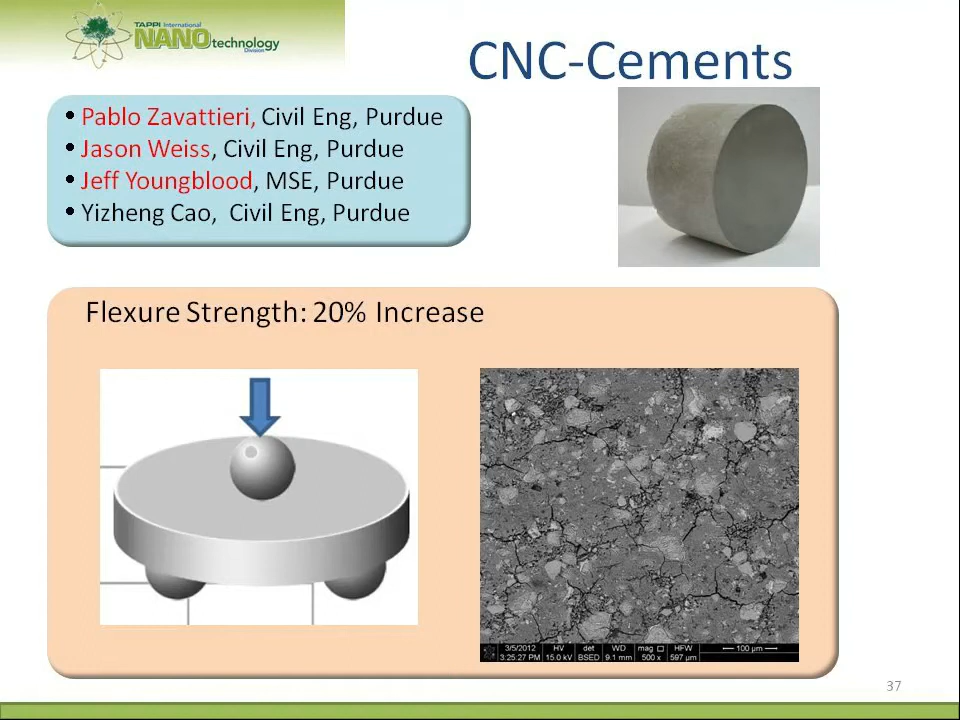 TAPPI International
NANOtechnology
Division
CNC-Cements
• Pablo Zavattieri, Civil Eng, Purdue
• Jason Weiss, Civil Eng, Purdue
• Jeff Youngblood, MSE, Purdue
• Yizheng Cao, Civil Eng, Purdue
Flexure Strength: 20% Increase
3/5/2012 HV det WD mag HFW 100 µm
3:25:27 PM 15.0 kV BSED 9.1 mm 500 x 597 µm
37